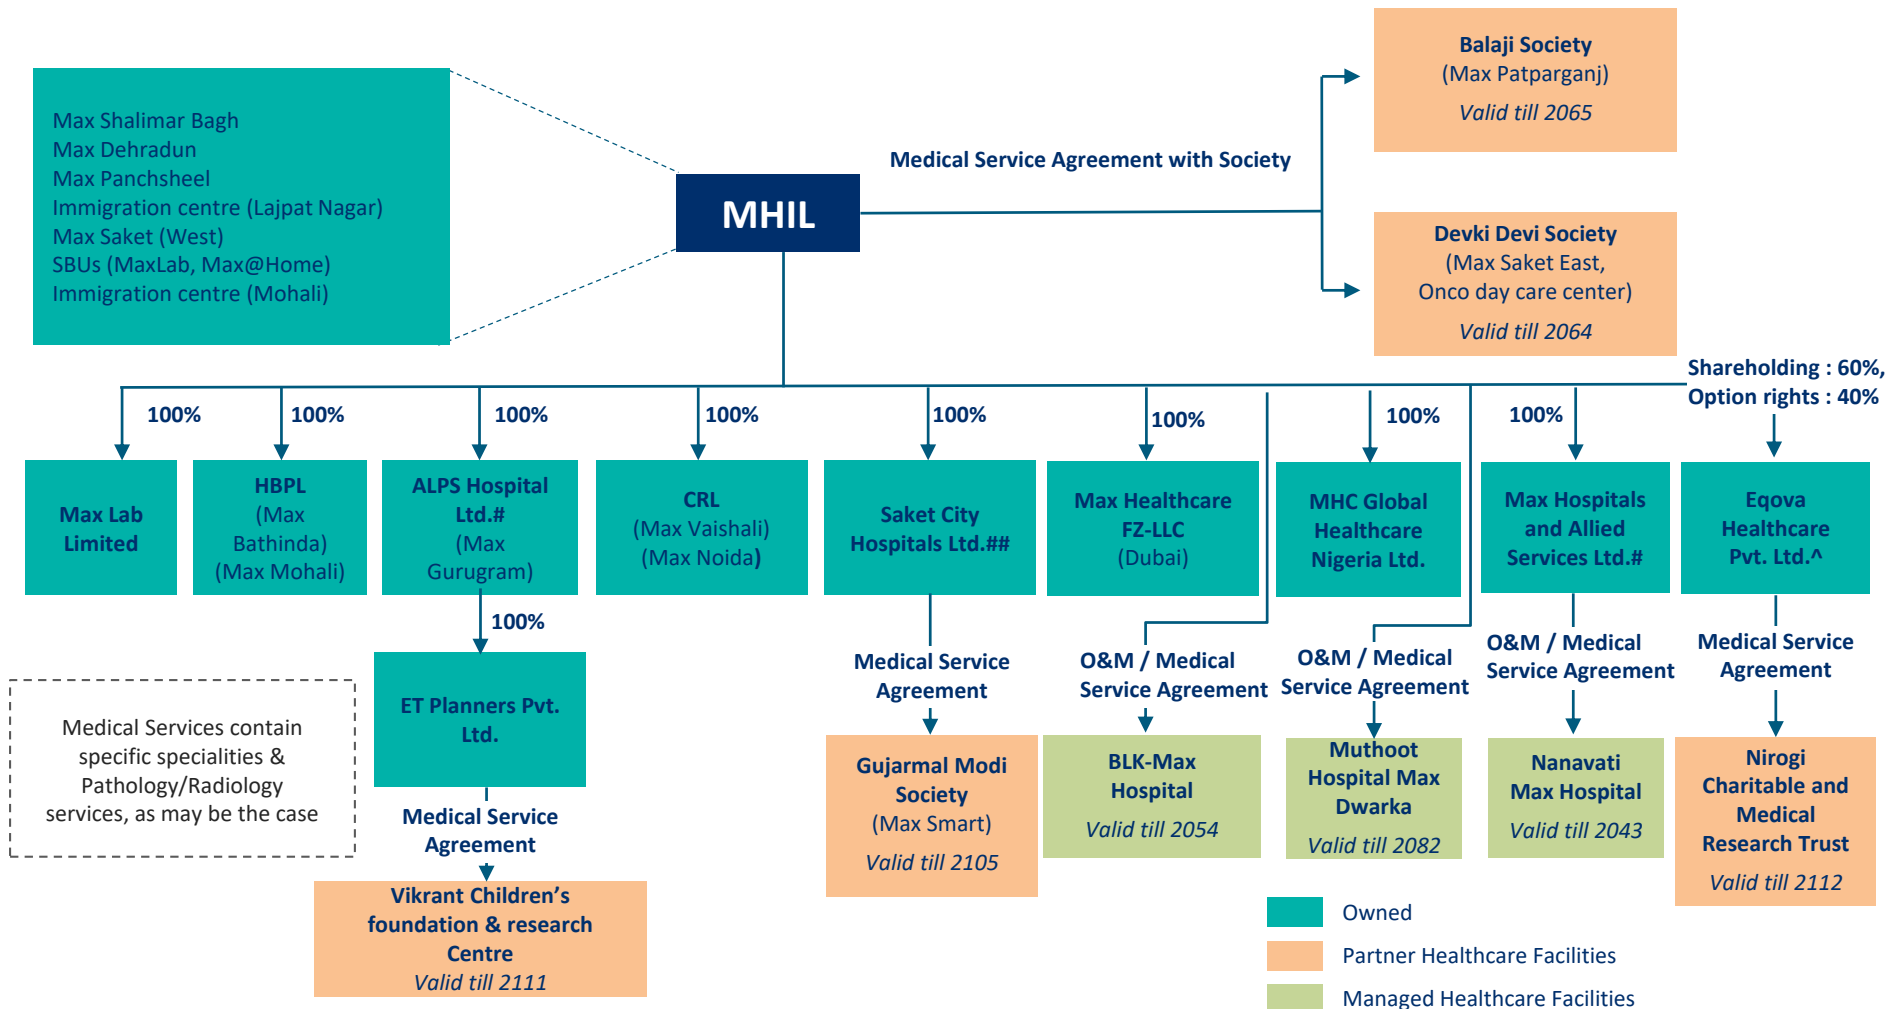 Max Shalimar Bagh
Max Dehradun
Max Panchsheel
Immigration centre (Lajpat Nagar)
Max Saket (West)
SBUs (MaxLab, Max@Home)
Immigration centre (Mohali)
MHIL
Medical Service Agreement with Society
Balaji Society
(Max Patparganj)
Valid till 2065
Devki Devi Society
(Max Saket East,
Onco day care center)
Valid till 2064
Shareholding : 60%,
Option rights : 40%
100%
100%
100%
100%
100%
100%
100%
100%
Max Lab
Limited
HBPL
(Max
Bathinda)
(Max Mohali)
ALPS Hospital
Ltd.#
(Max
Gurugram)
CRL
(Max Vaishali)
(Max Noida)
Saket City
Hospitals Ltd.##
Max Healthcare
FZ-LLC
(Dubai)
MHC Global
Healthcare
Nigeria Ltd.
Max Hospitals
and Allied
Services Ltd.#
Eqova
Healthcare
Pvt. Ltd.^
100%
ET Planners Pvt.
Ltd.
Medical Service
Agreement
Vikrant Children’s
foundation & research
Centre
Valid till 2111
Medical Service
Agreement
Gujarmal Modi
Society
(Max Smart)
Valid till 2105
O&M / Medical
Service Agreement
BLK-Max
Hospital
Valid till 2054
O&M / Medical
Service Agreement
Muthoot
Hospital Max
Dwarka
Valid till 2082
O&M / Medical
Service Agreement
Nanavati
Max Hospital
Valid till 2043
Medical Service
Agreement
Nirogi
Charitable and
Medical
Research Trust
Valid till 2112
Medical Services contain
specific specialities &
Pathology/Radiology
services, as may be the case
Owned
Partner Healthcare Facilities
Managed Healthcare Facilities